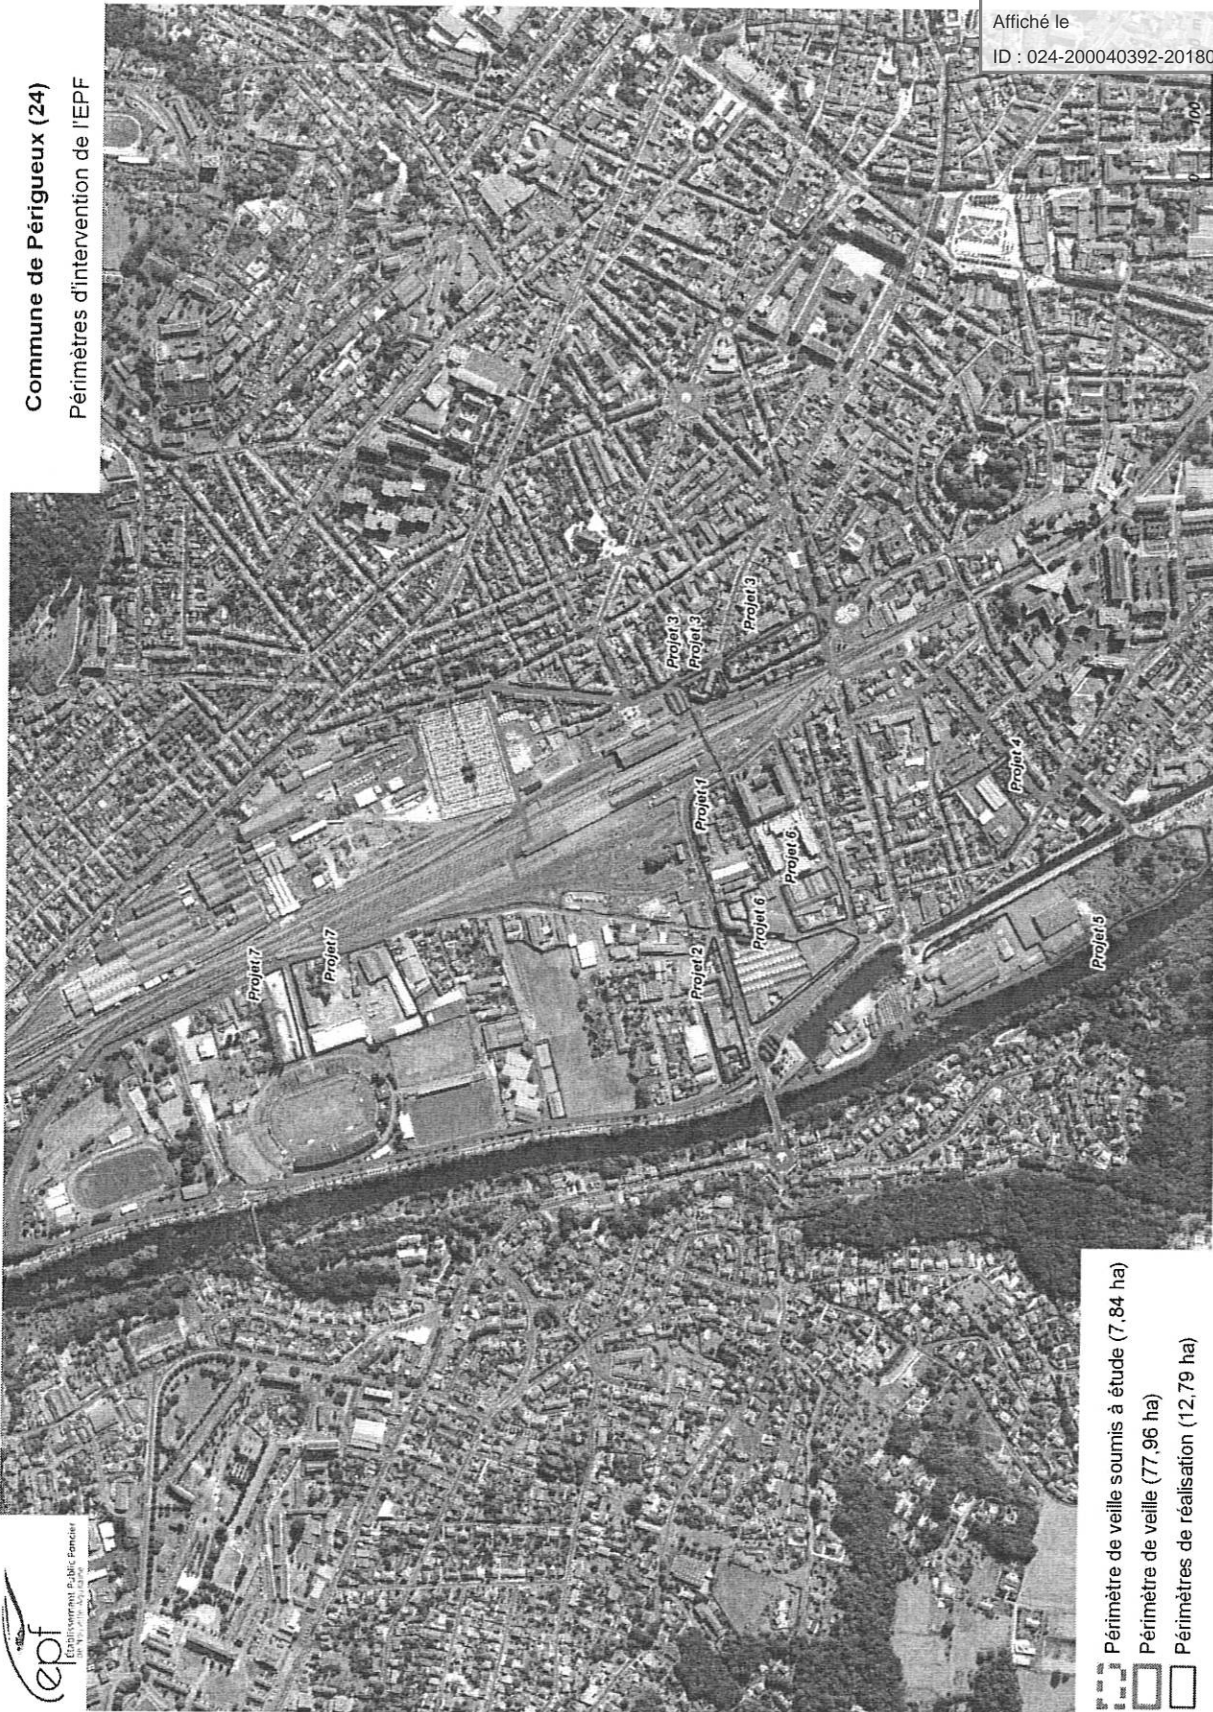 Affiché le
ID : 024-200040392-20180
Commune de Périgueux (24)
Périmètres d'intervention de l'EPF
epf
Établissement Public Foncier
100
Projet 7
Projet 7
Projet 3
Projet 3
Projet 3
Projet 1
Projet 6
Projet 6
Projet 2
Projet 4
Projet 5
Périmètre de veille soumis à étude (7,84 ha)
Perimètre de veille (77,96 ha)
Périmètres de réalisation (12,79 ha)